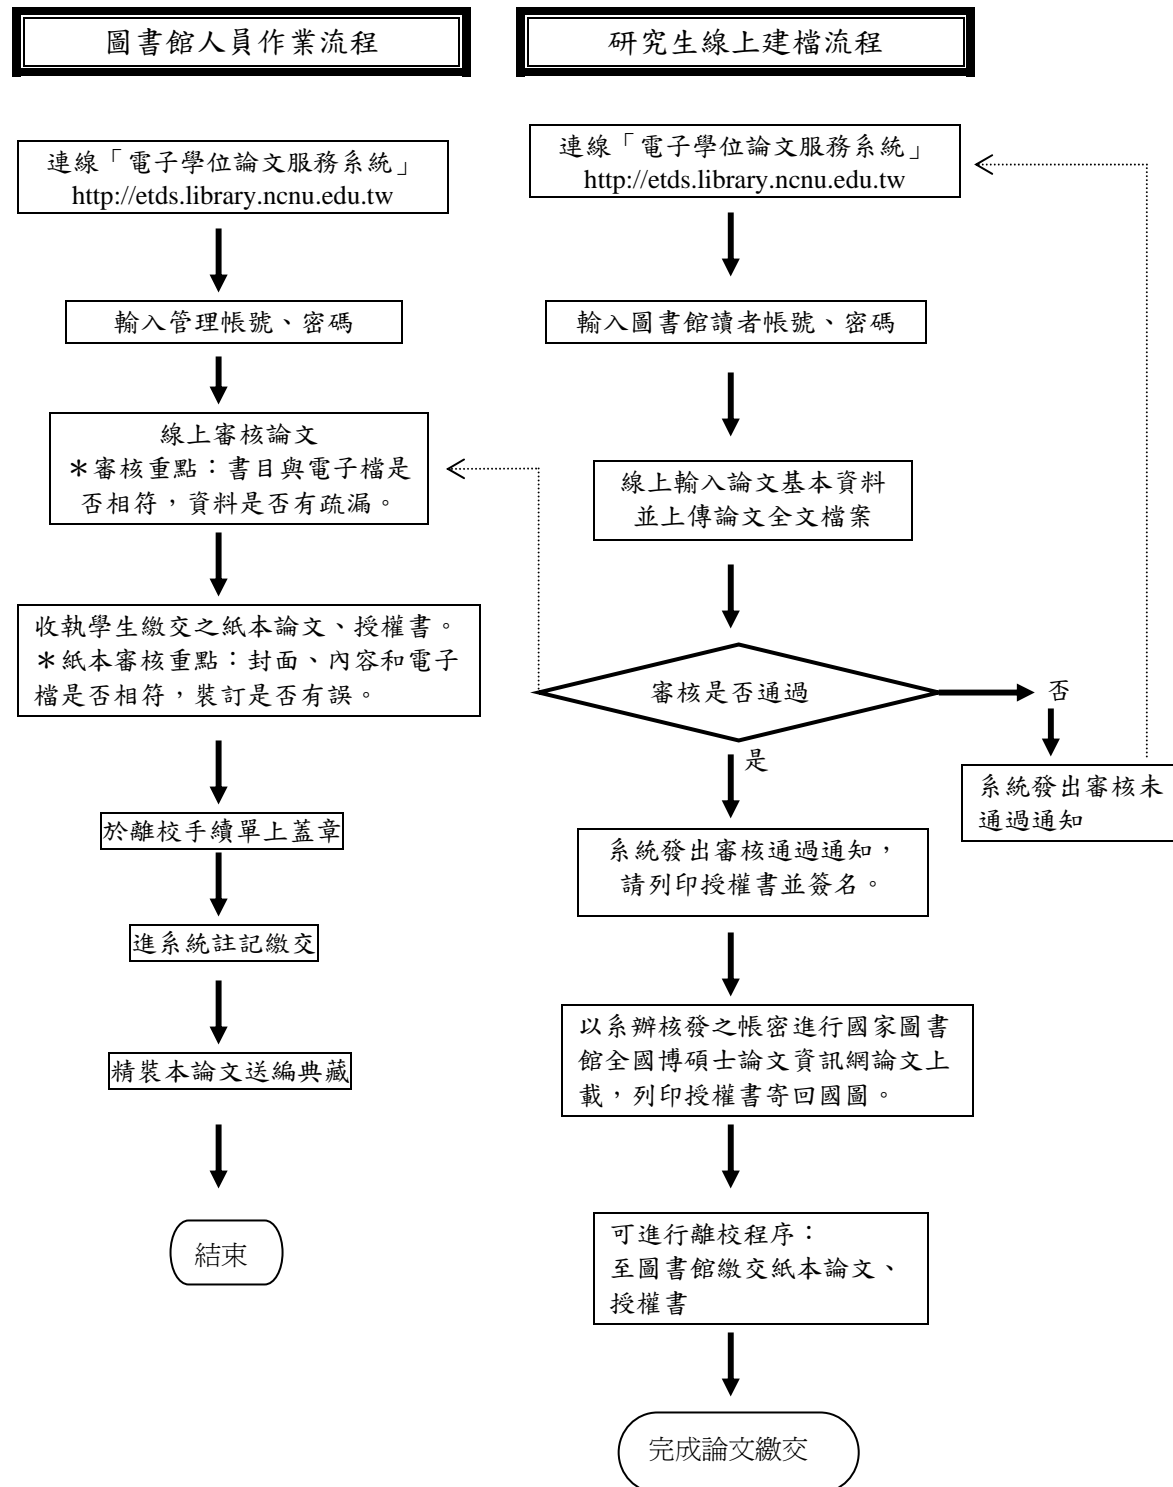 圖書館人員作業流程
連線「電子學位論文服務系統」
http://etds.library.ncnu.edu.tw
輸入管理帳號、密碼
線上審核論文
＊審核重點：書目與電子檔是
否相符，資料是否有疏漏。
收執學生繳交之紙本論文、授權書。
＊紙本審核重點：封面、內容和電子
檔是否相符，裝訂是否有誤。
於離校手續單上蓋章
進系統註記繳交
精裝本論文送編典藏
結束
研究生線上建檔流程
連線「電子學位論文服務系統」
http://etds.library.ncnu.edu.tw
輸入圖書館讀者帳號、密碼
線上輸入論文基本資料
並上傳論文全文檔案
審核是否通過
否
系統發出審核未
通過通知
是
系統發出審核通過通知，
請列印授權書並簽名。
以系辦核發之帳密進行國家圖書
館全國博碩士論文資訊網論文上
載，列印授權書寄回國圖。
可進行離校程序：
至圖書館繳交紙本論文、
授權書
完成論文繳交